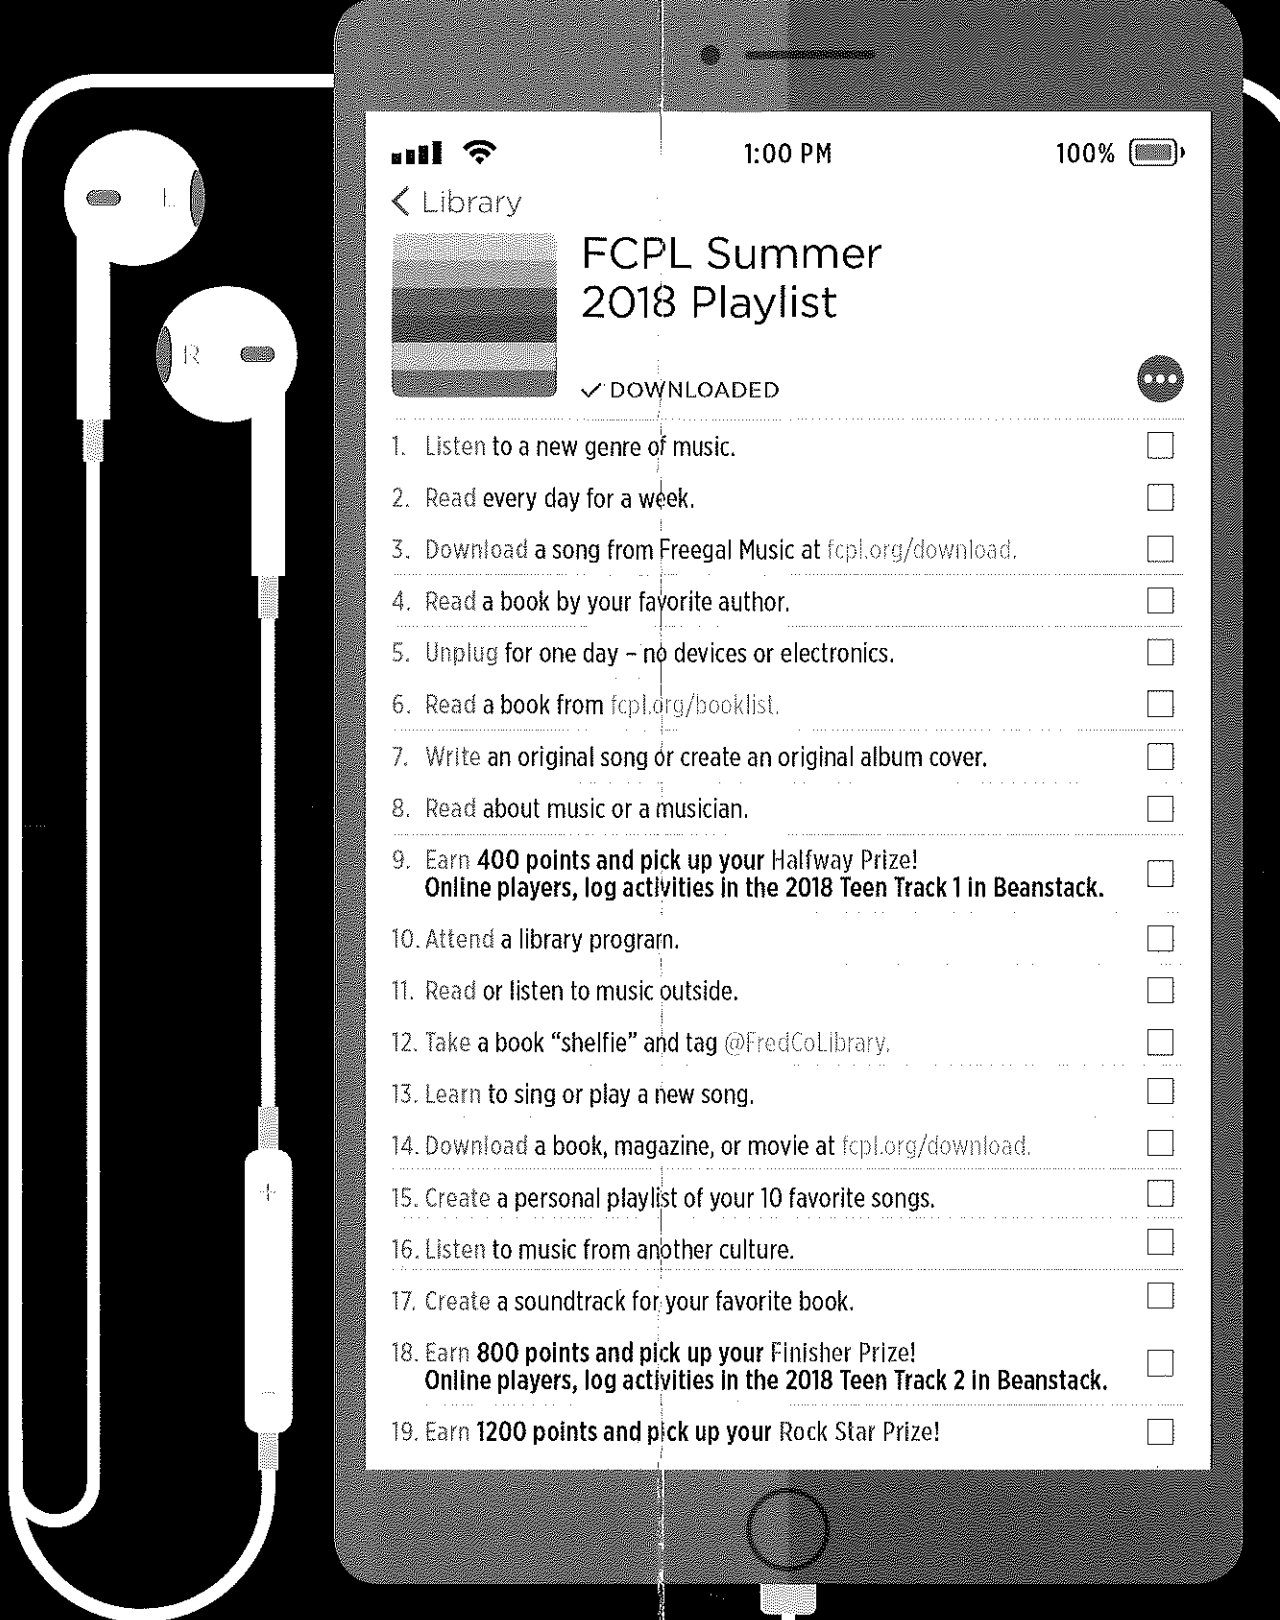 1:00 PM 100%
< Library
FCPL Summer
2018 Playlist
✓ DOWNLOADED
1. Listen to a new genre of music.
2. Read every day for a week.
3. Download a song from Freegal Music at fcpl.org/download.
4. Read a book by your favorite author.
5. Unplug for one day – no devices or electronics.
6. Read a book from fcpl.org/booklist.
7. Write an original song or create an original album cover.
8. Read about music or a musician.
9. Earn 400 points and pick up your Halfway Prize!
Online players, log activities in the 2018 Teen Track 1 in Beanstack.
10. Attend a library program.
11. Read or listen to music outside.
12. Take a book “shelfie” and tag @FredCoLibrary.
13. Learn to sing or play a new song.
14. Download a book, magazine, or movie at fcpl.org/download.
15. Create a personal playlist of your 10 favorite songs.
16. Listen to music from another culture.
17. Create a soundtrack for your favorite book.
18. Earn 800 points and pick up your Finisher Prize!
Online players, log activities in the 2018 Teen Track 2 in Beanstack.
19. Earn 1200 points and pick up your Rock Star Prize!
L
R
+
–